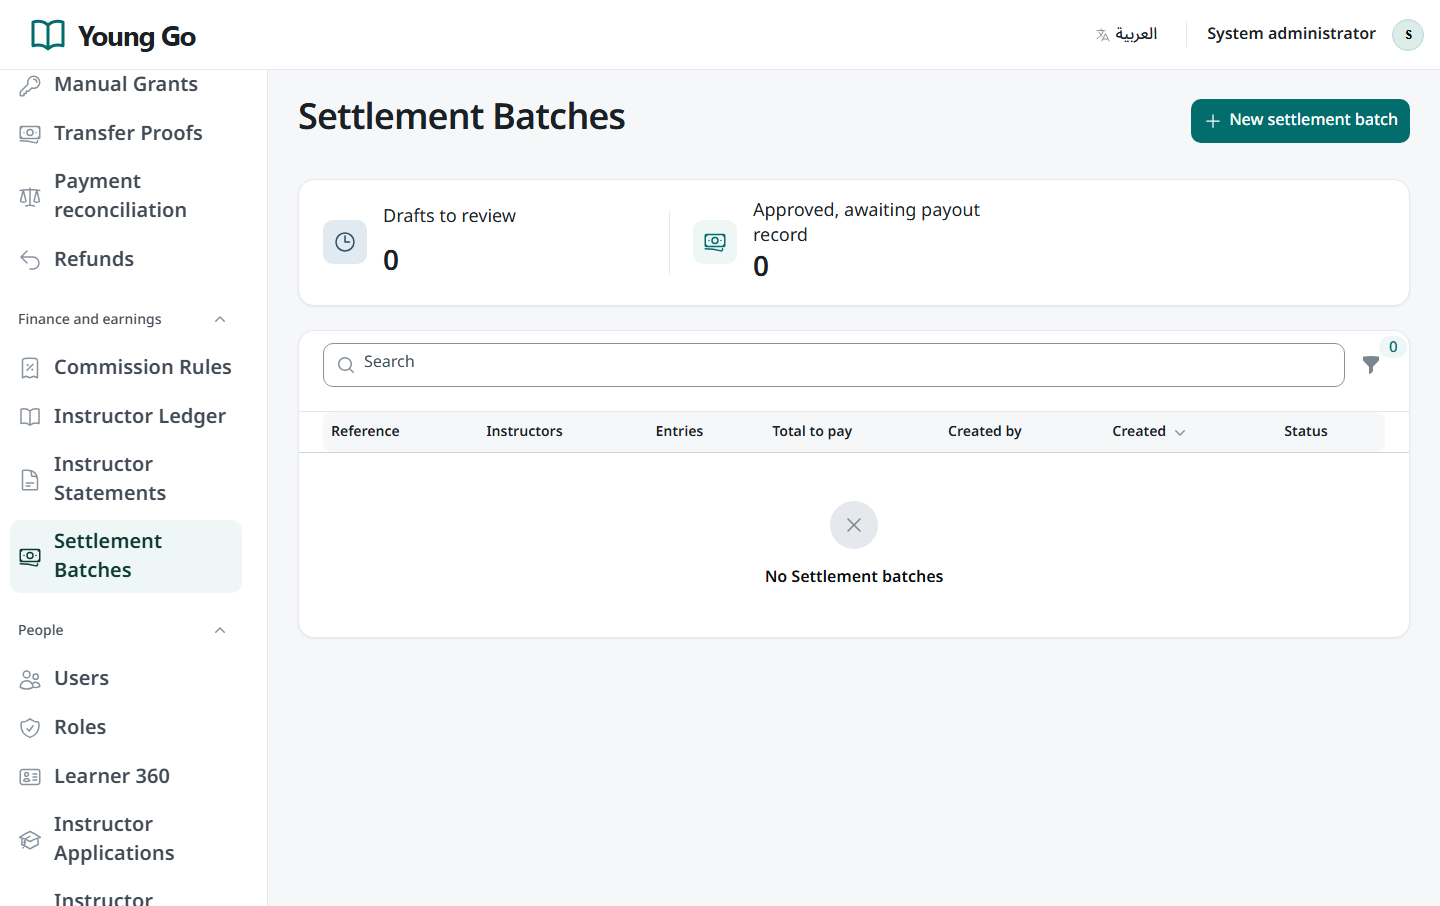 Young Go
العربية
System administrator
S
Manual Grants
Transfer Proofs
Payment
reconciliation
Refunds
Finance and earnings
Commission Rules
Instructor Ledger
Instructor
Statements
Settlement
Batches
People
Users
Roles
Learner 360
Instructor
Applications
Instructor
Settlement Batches
New settlement batch
Drafts to review
0
Approved, awaiting payout
record
0
Search
0
Reference Instructors Entries Total to pay Created by Created Status
No Settlement batches